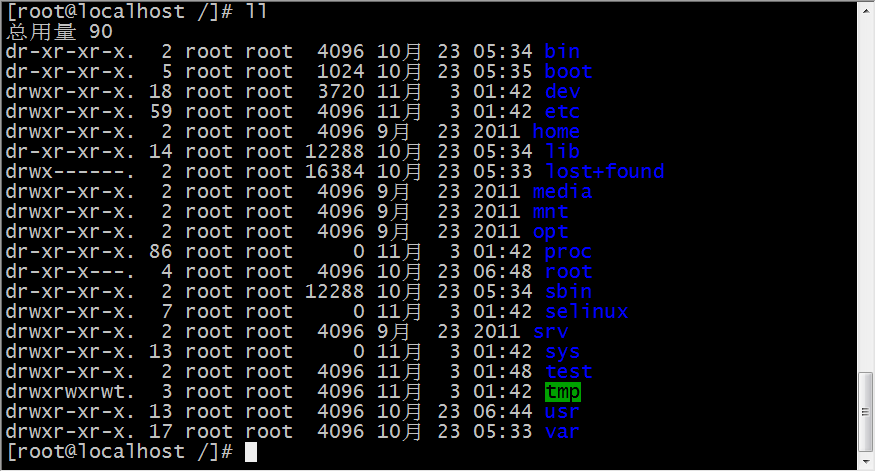 [root@localhost /]# ll
总用量 90
dr-xr-xr-x.  2 root root  4096 10月 23 05:34 bin
dr-xr-xr-x.  5 root root  1024 10月 23 05:35 boot
drwxr-xr-x. 18 root root  3720 11月  3 01:42 dev
drwxr-xr-x. 59 root root  4096 11月  3 01:42 etc
drwxr-xr-x.  2 root root  4096 9月  23 2011 home
dr-xr-xr-x. 14 root root 12288 10月 23 05:34 lib
drwx------.  2 root root 16384 10月 23 05:33 lost+found
drwxr-xr-x.  2 root root  4096 9月  23 2011 media
drwxr-xr-x.  2 root root  4096 9月  23 2011 mnt
drwxr-xr-x.  2 root root  4096 9月  23 2011 opt
dr-xr-xr-x. 86 root root     0 11月  3 01:42 proc
dr-xr-x---.  4 root root  4096 10月 23 06:48 root
dr-xr-xr-x.  2 root root 12288 10月 23 05:34 sbin
drwxr-xr-x.  7 root root     0 11月  3 01:42 selinux
drwxr-xr-x.  2 root root  4096 9月  23 2011 srv
drwxr-xr-x. 13 root root     0 11月  3 01:42 sys
drwxr-xr-x.  2 root root  4096 11月  3 01:48 test
drwxrwxrwt.  3 root root  4096 11月  3 01:42 tmp
drwxr-xr-x. 13 root root  4096 10月 23 06:44 usr
drwxr-xr-x. 17 root root  4096 10月 23 05:33 var
[root@localhost /]#